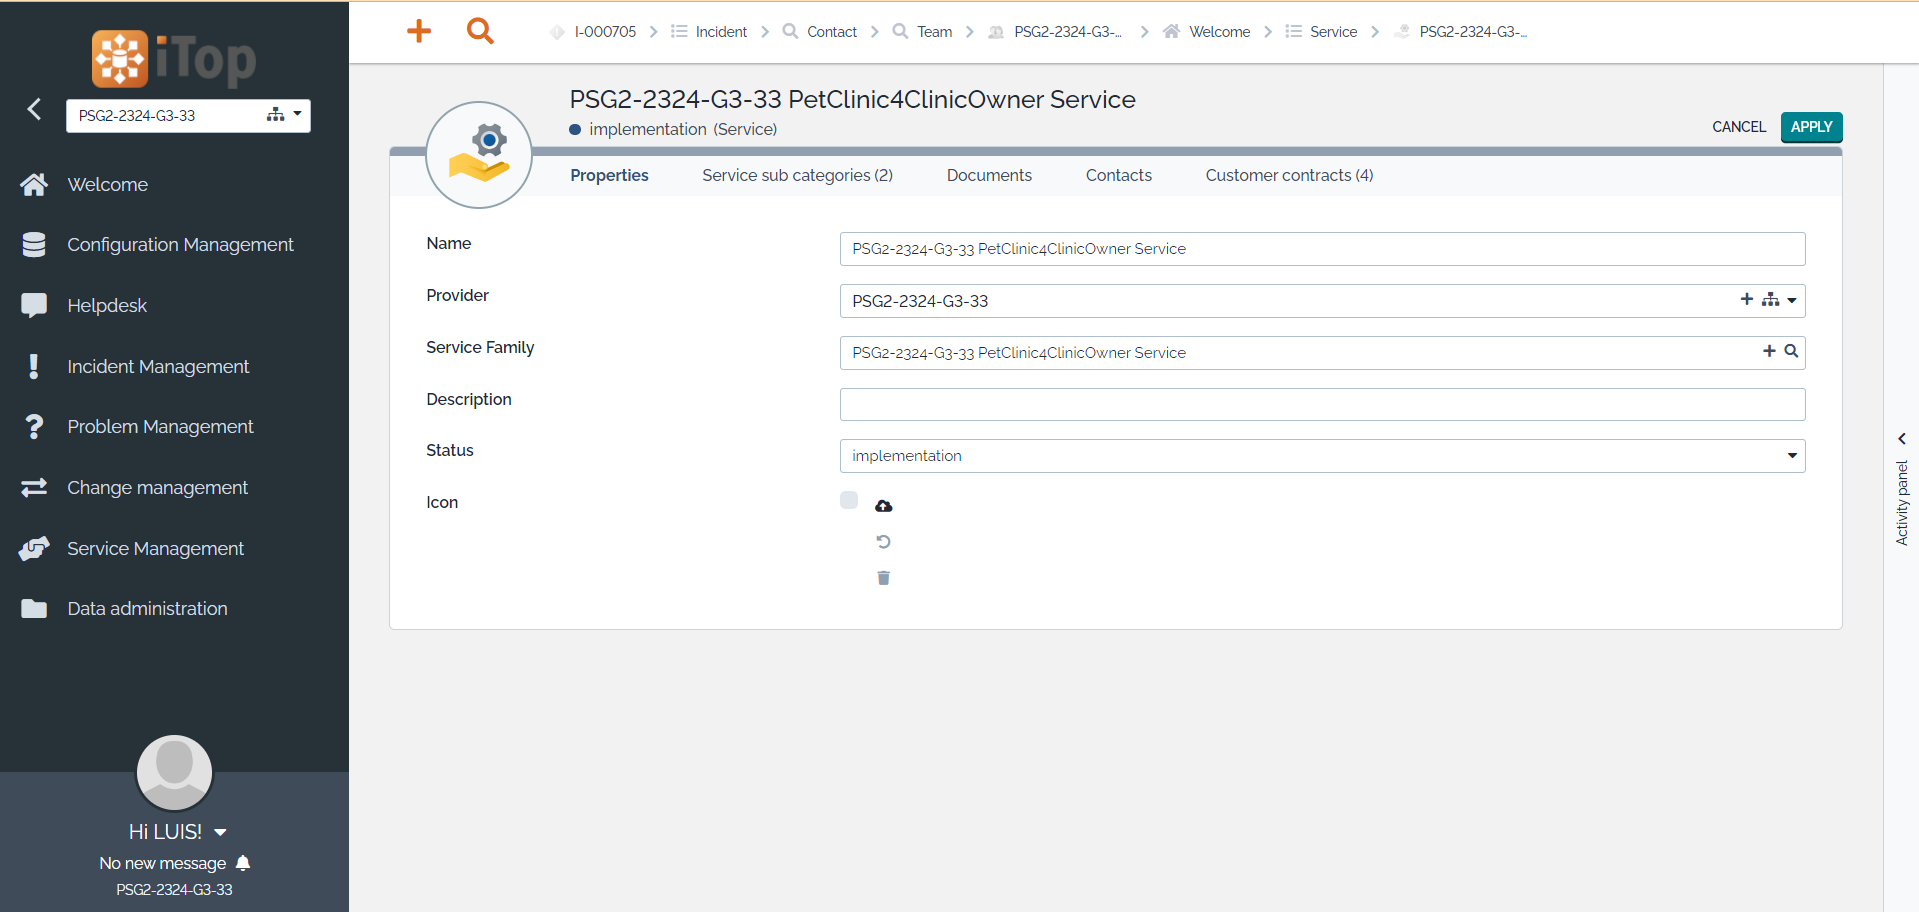 iTop
PSG2-2324-G3-33
Welcome
Configuration Management
Helpdesk
Incident Management
Problem Management
Change management
Service Management
Data administration
Hi LUIS!
No new message
PSG2-2324-G3-33
I-000705
Incident
Contact
Team
PSG2-2324-G3-...
Welcome
Service
PSG2-2324-G3-...
PSG2-2324-G3-33 PetClinic4ClinicOwner Service
implementation (Service)
CANCEL
APPLY
Properties
Service sub categories (2)
Documents
Contacts
Customer contracts (4)
Name
PSG2-2324-G3-33 PetClinic4ClinicOwner Service
Provider
PSG2-2324-G3-33
Service Family
PSG2-2324-G3-33 PetClinic4ClinicOwner Service
Description
Status
implementation
Icon
Activity panel